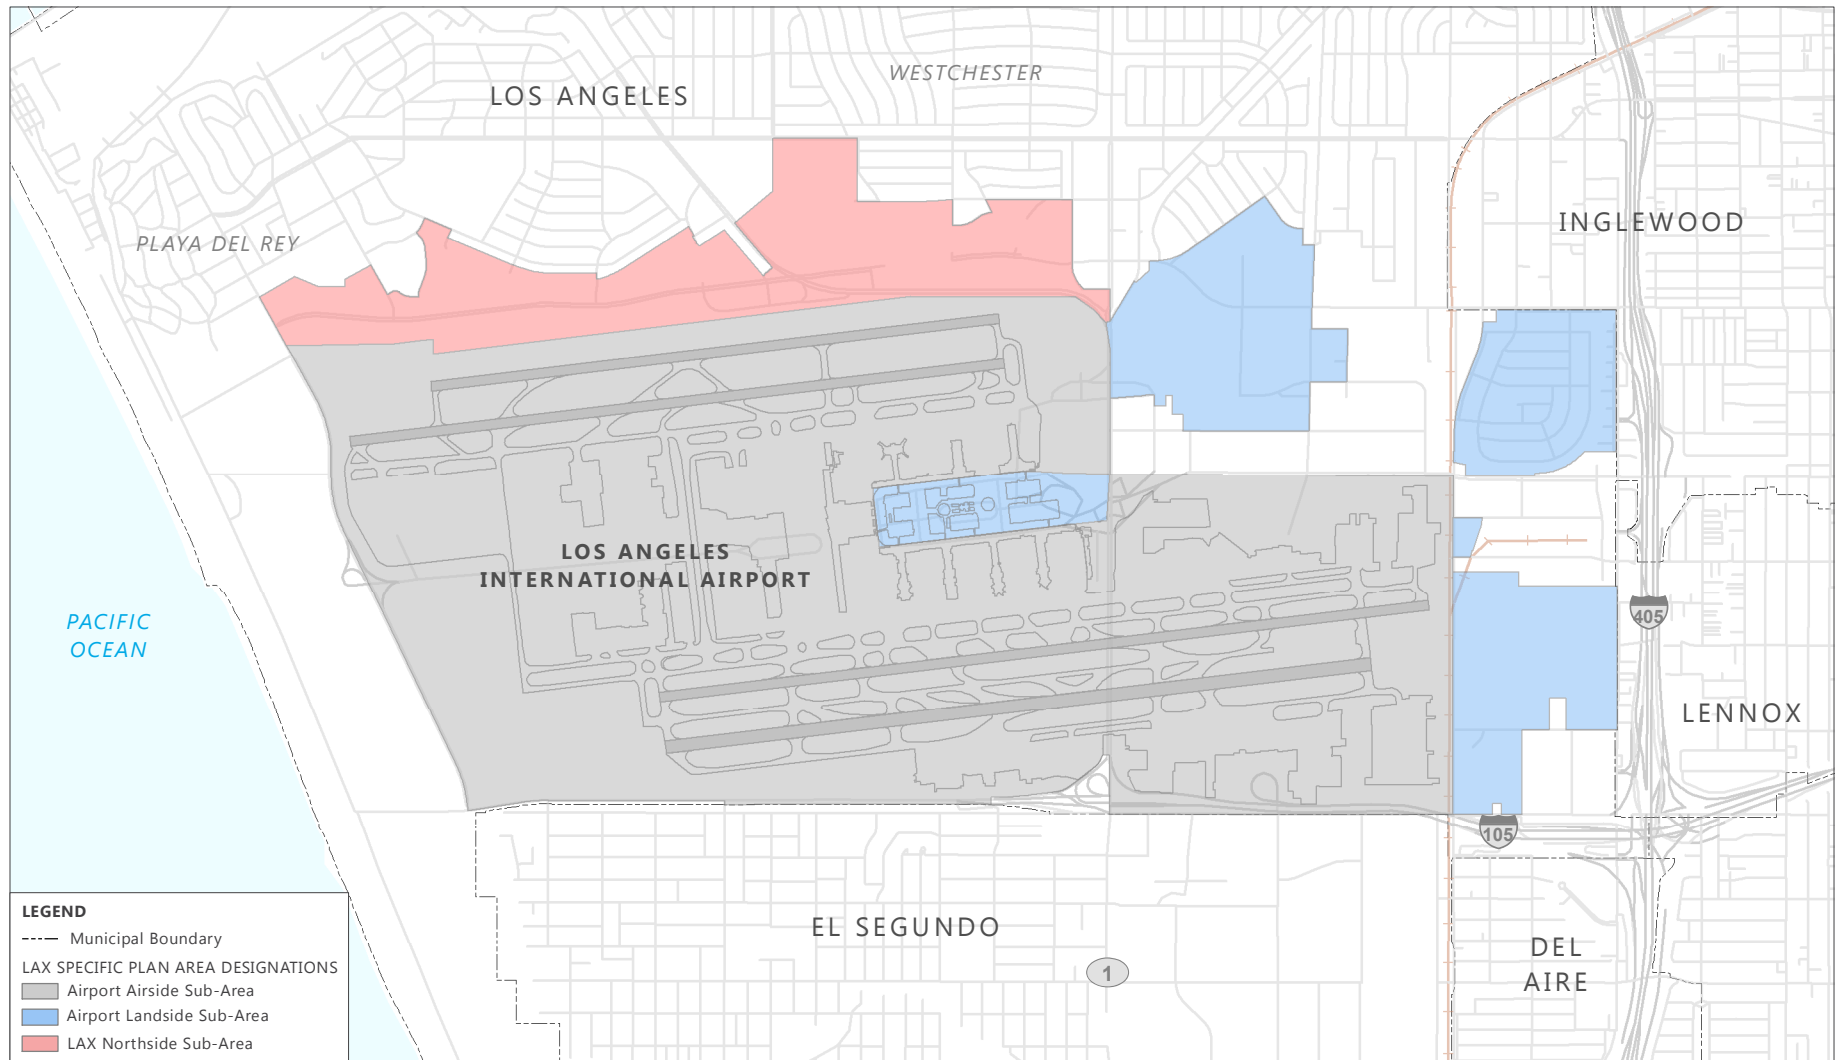 WESTCHESTER
LOS ANGELES
INGLEWOOD
PLAYA DEL REY
LOS ANGELES
INTERNATIONAL AIRPORT
PACIFIC
OCEAN
405
LENNOX
105
EL SEGUNDO
DEL
AIRE
1
LEGEND
Municipal Boundary
LAX SPECIFIC PLAN AREA DESIGNATIONS
Airport Airside Sub-Area
Airport Landside Sub-Area
LAX Northside Sub-Area